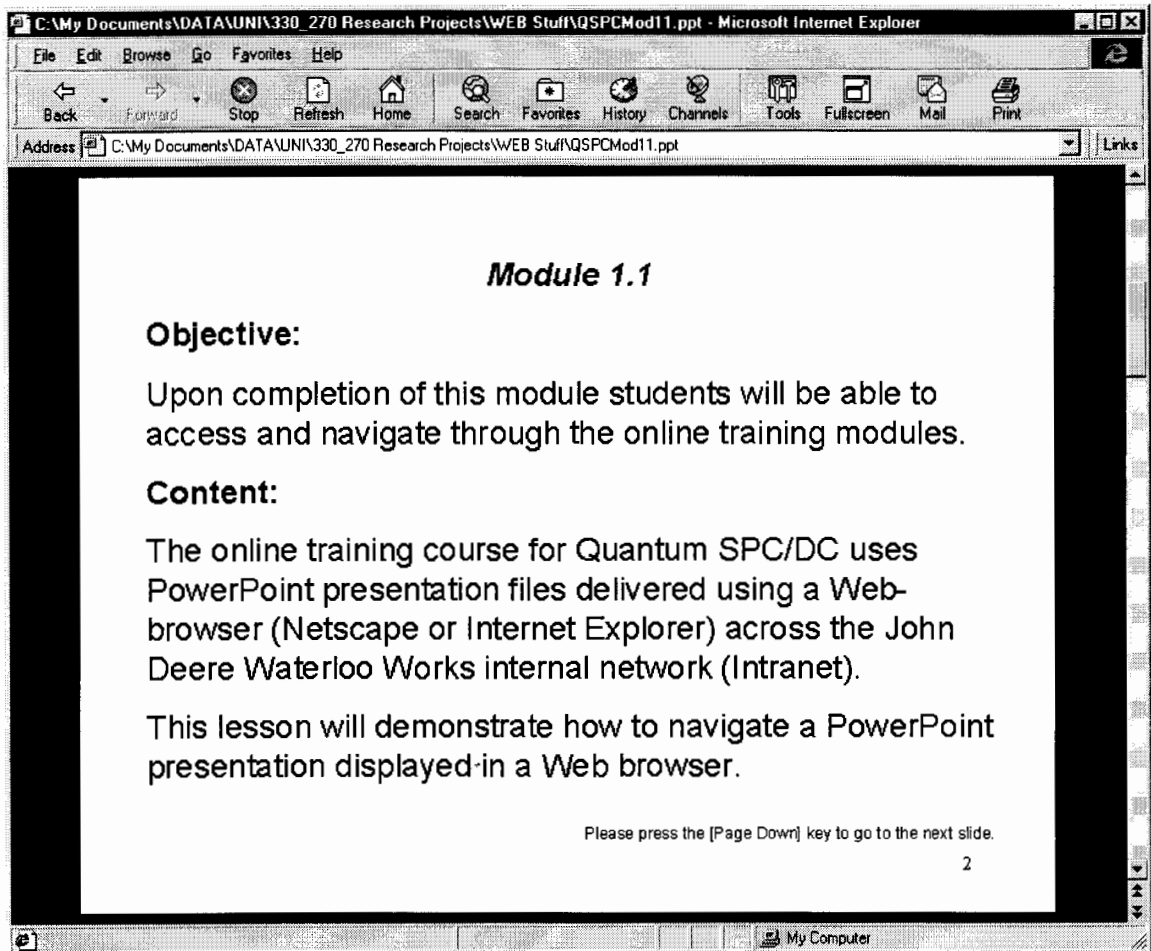 C:\My Documents\DATA\UNI\330_270 Research Projects\WEB Stuff\QSPCMod11.ppt - Microsoft Internet Explorer
File Edit Browse Go Favorites Help
Back Forward Stop Refresh Home Search Favorites History Channels Tools Fullscreen Mail Print
Address C:\My Documents\DATA\UNI\330_270 Research Projects\WEB Stuff\QSPCMod11.ppt Links
Module 1.1
Objective:
Upon completion of this module students will be able to
access and navigate through the online training modules.
Content:
The online training course for Quantum SPC/DC uses
PowerPoint presentation files delivered using a Web-
browser (Netscape or Internet Explorer) across the John
Deere Waterloo Works internal network (Intranet).
This lesson will demonstrate how to navigate a PowerPoint
presentation displayed in a Web browser.
Please press the [Page Down] key to go to the next slide.
2
My Computer